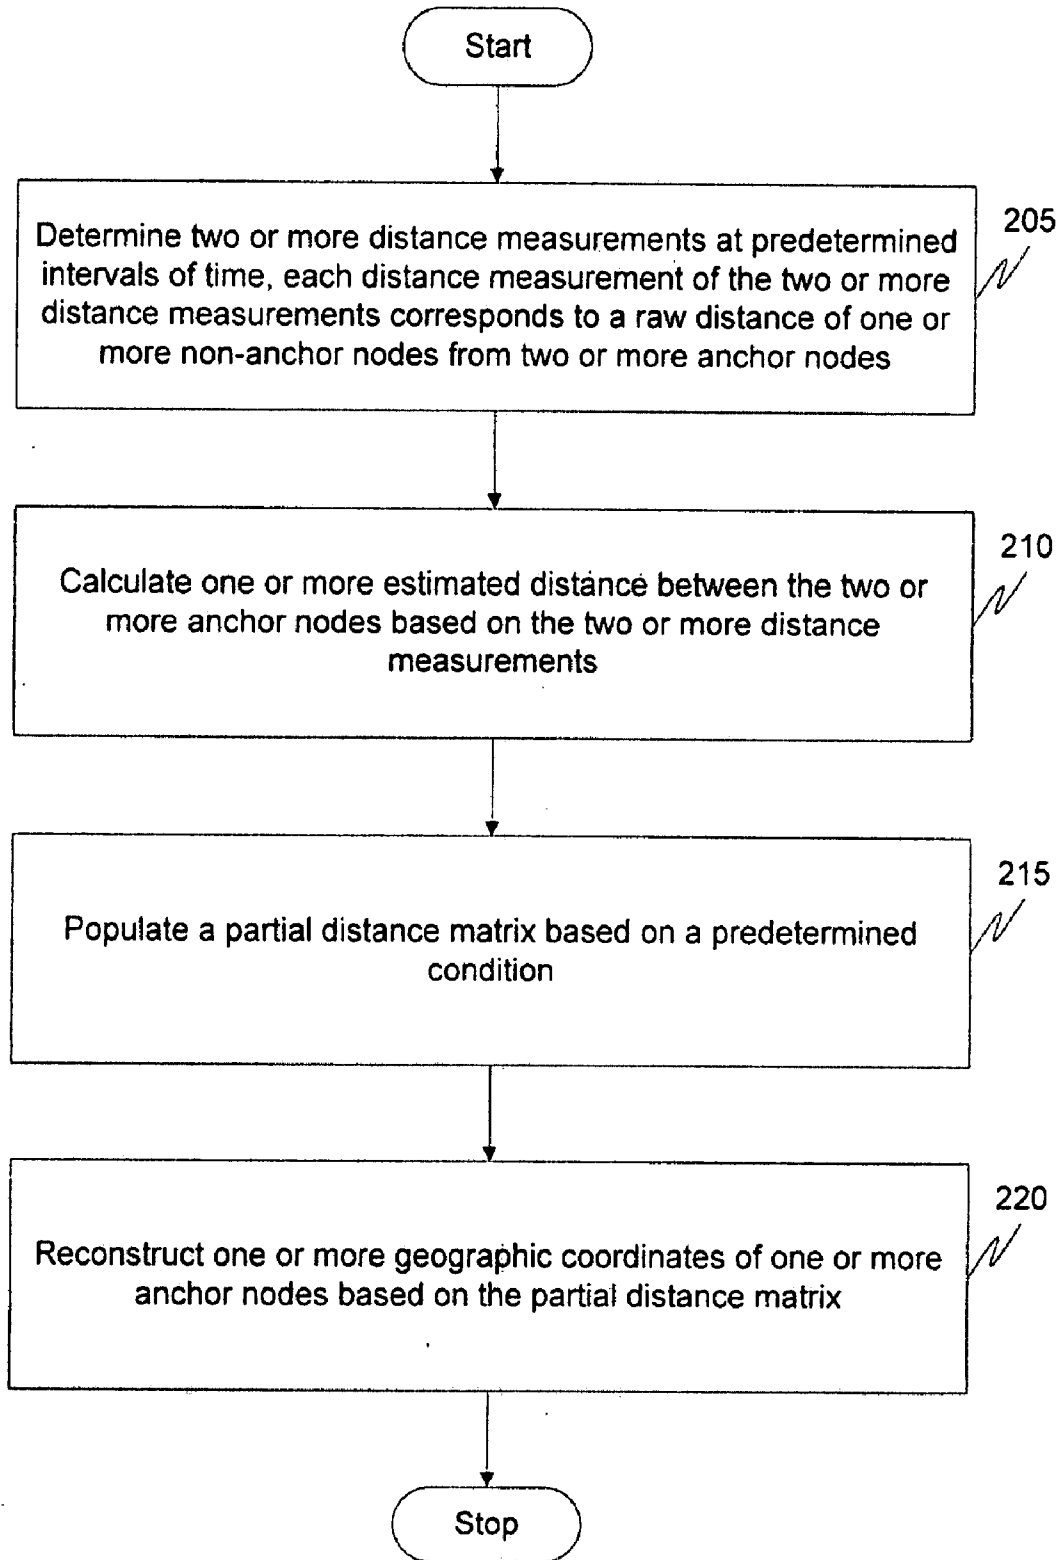 Start
205
Determine two or more distance measurements at predetermined
intervals of time, each distance measurement of the two or more
distance measurements corresponds to a raw distance of one or
more non-anchor nodes from two or more anchor nodes
210
Calculate one or more estimated distance between the two or
more anchor nodes based on the two or more distance
measurements
215
Populate a partial distance matrix based on a predetermined
condition
220
Reconstruct one or more geographic coordinates of one or more
anchor nodes based on the partial distance matrix
Stop